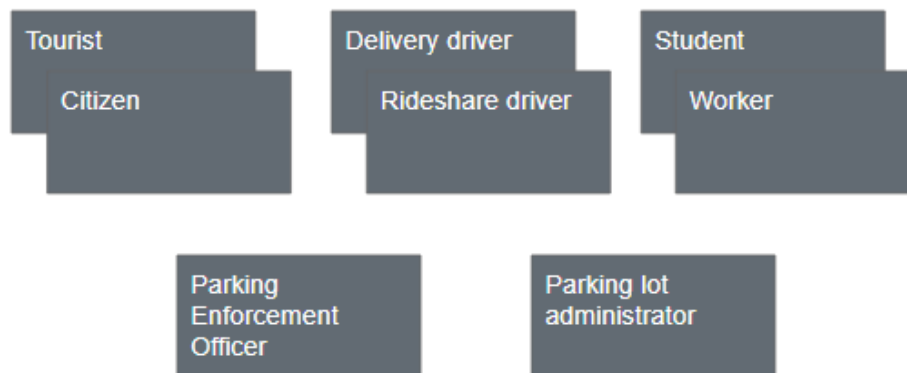 Tourist
Citizen
Delivery driver
Rideshare driver
Student
Worker
Parking
Enforcement
Officer
Parking lot
administrator